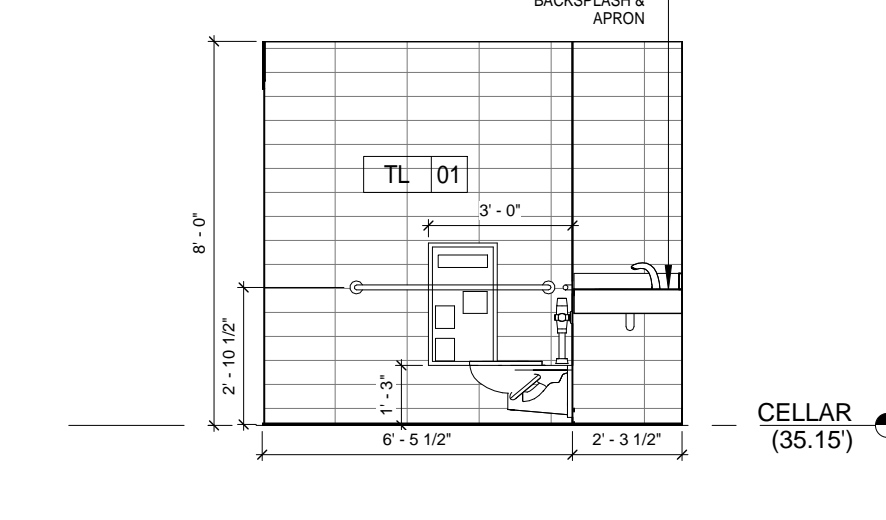 BACKSPLASH &
APRON
TL 01
3' - 0"
8' - 0"
2' - 10 1/2"
1' - 3"
6' - 5 1/2"
2' - 3 1/2"
CELLAR
(35.15')